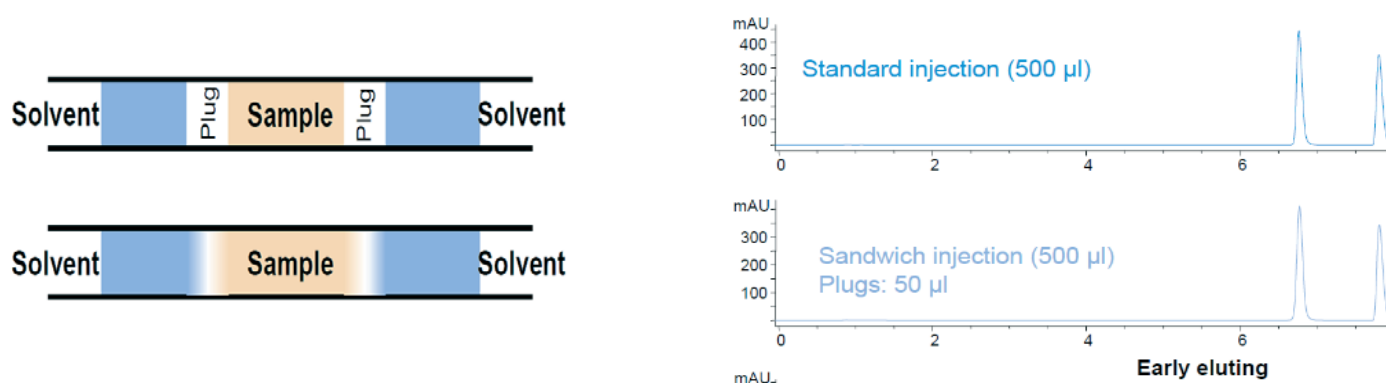 Solvent Plug Sample Plug Solvent
Solvent Sample Solvent
mAU
400
300
200
100
Standard injection (500 µl)
0 2 4 6
mAU
300
200
100
Sandwich injection (500 µl)
Plugs: 50 µl
0 2 4 6
Early eluting
mAU